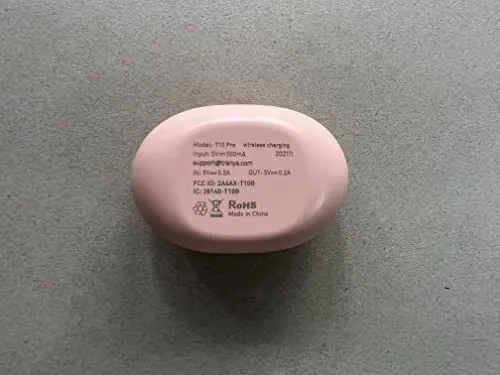 Model: T10 Pro wireless charging
Input: 5V⎓500mA 202111
support@tranya.com
IN: 5V⎓0.5A OUT: 5V⎓0.2A
FCC ID: 2A4AX-T10B
IC: 28140-T10B
RoHS
Made in China